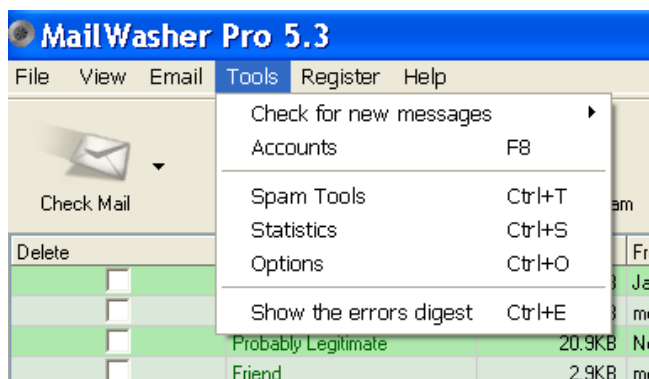 MailWasher Pro 5.3
File View Email Tools Register Help
Check for new messages
Accounts F8
Check Mail
Spam Tools Ctrl+T
Statistics Ctrl+S
Options Ctrl+O
Delete
Show the errors digest Ctrl+E
Probably Legitimate 20.9KB
Friend 2.9KB